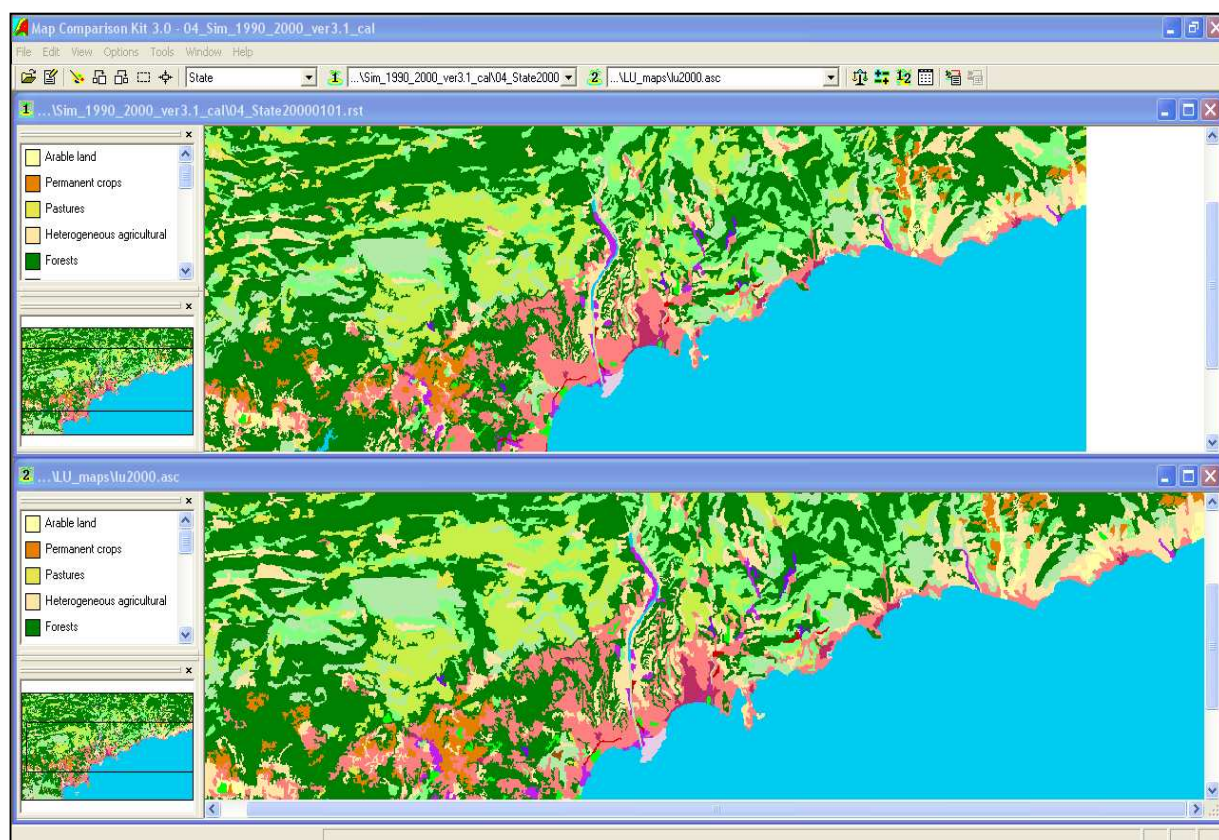 Map Comparison Kit 3.0 - 04_Sim_1990_2000_ver3.1_cal
File Edit View Options Tools Window Help
State 1 ...\Sim_1990_2000_ver3.1_cal\04_State2000 2 ...\LU_maps\lu2000.asc
1 ...\Sim_1990_2000_ver3.1_cal\04_State20000101.rst
Arable land
Permanent crops
Pastures
Heterogeneous agricultural
Forests
2 ...\LU_maps\lu2000.asc
Arable land
Permanent crops
Pastures
Heterogeneous agricultural
Forests